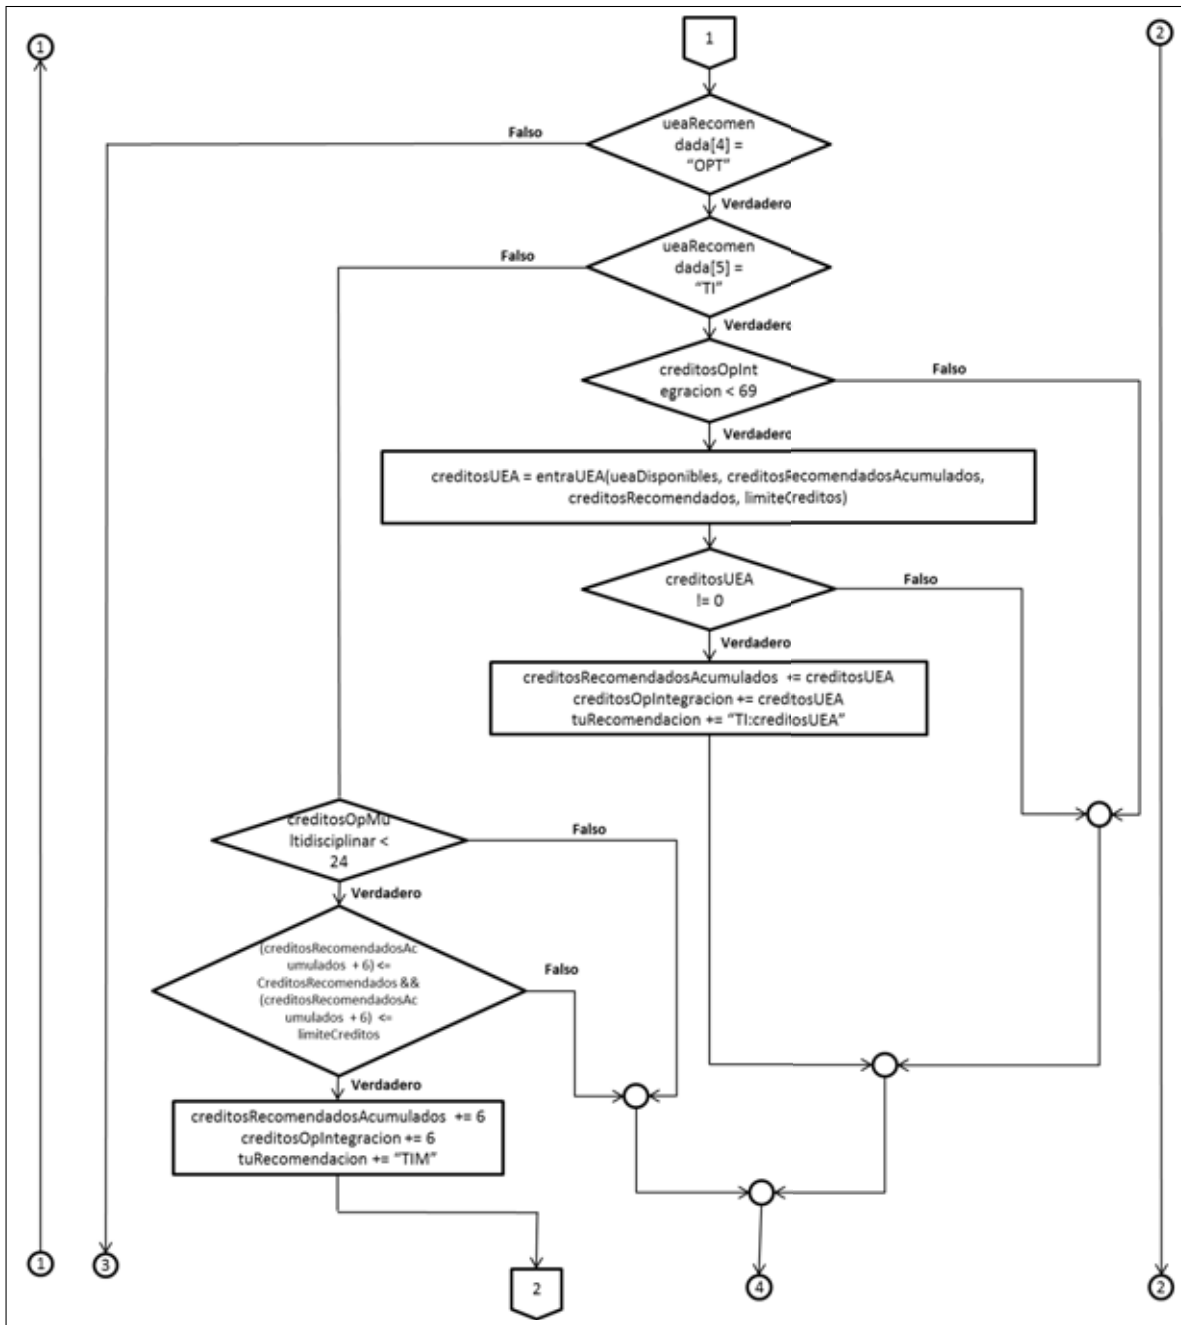 1
1
2
ueaRecomen
dada[4] =
“OPT”
Falso
Verdadero
ueaRecomen
dada[5] =
“TI”
Falso
Verdadero
creditosOpInt
egracion < 69
Falso
Verdadero
creditosUEA = entraUEA(ueaDisponibles, creditosRecomendadosAcumulados,
creditosRecomendados, limiteCreditos)
creditosUEA
!= 0
Falso
Verdadero
creditosRecomendadosAcumulados += creditosUEA
creditosOpIntegracion += creditosUEA
tuRecomendacion += “TI:creditosUEA”
creditosOpMu
ltidisciplinar <
24
Falso
Verdadero
(creditosRecomendadosAc
umulados + 6) <=
CreditosRecomendados &&
(creditosRecomendadosAc
umulados + 6) <=
limiteCreditos
Falso
Verdadero
creditosRecomendadosAcumulados += 6
creditosOpIntegracion += 6
tuRecomendacion += “TIM”
1
3
2
4
2